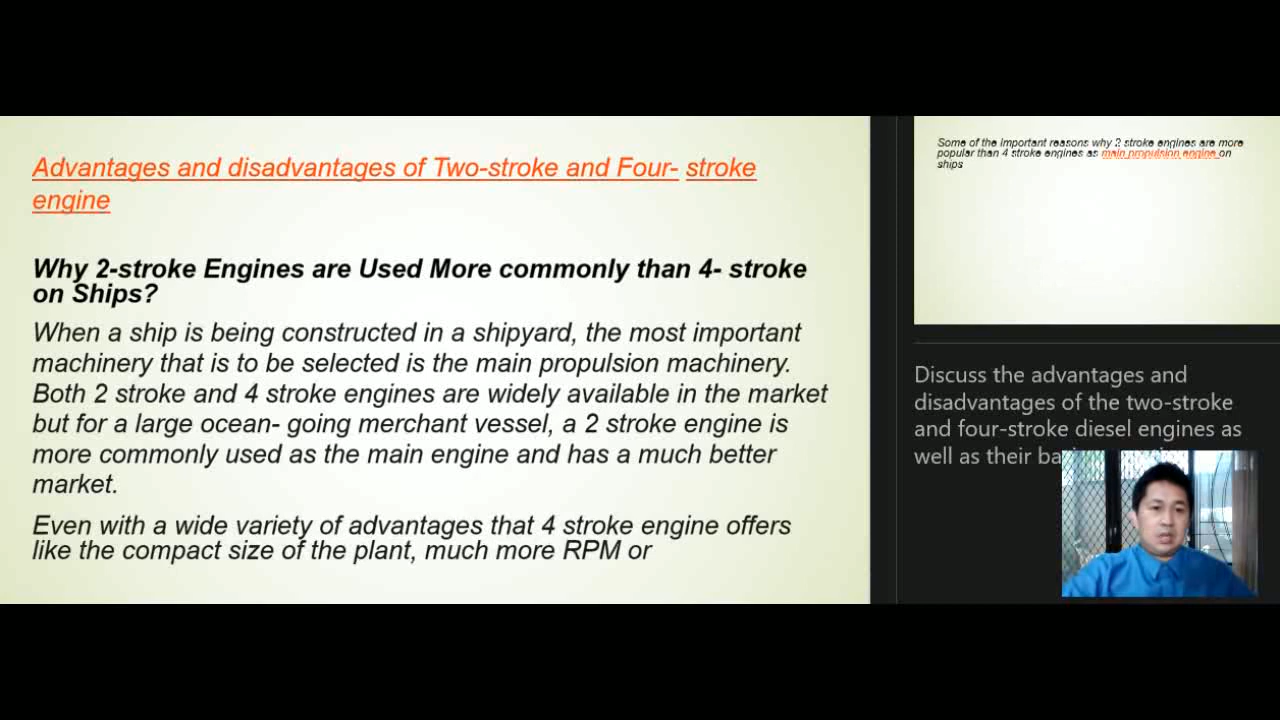 Advantages and disadvantages of Two-stroke and Four- stroke
engine
Why 2-stroke Engines are Used More commonly than 4- stroke
on Ships?
When a ship is being constructed in a shipyard, the most important
machinery that is to be selected is the main propulsion machinery.
Both 2 stroke and 4 stroke engines are widely available in the market
but for a large ocean- going merchant vessel, a 2 stroke engine is
more commonly used as the main engine and has a much better
market.
Even with a wide variety of advantages that 4 stroke engine offers
like the compact size of the plant, much more RPM or
Some of the important reasons why 2 stroke engines are more
popular than 4 stroke engines as main propulsion engine on
ships
Discuss the advantages and
disadvantages of the two-stroke
and four-stroke diesel engines as
well as their